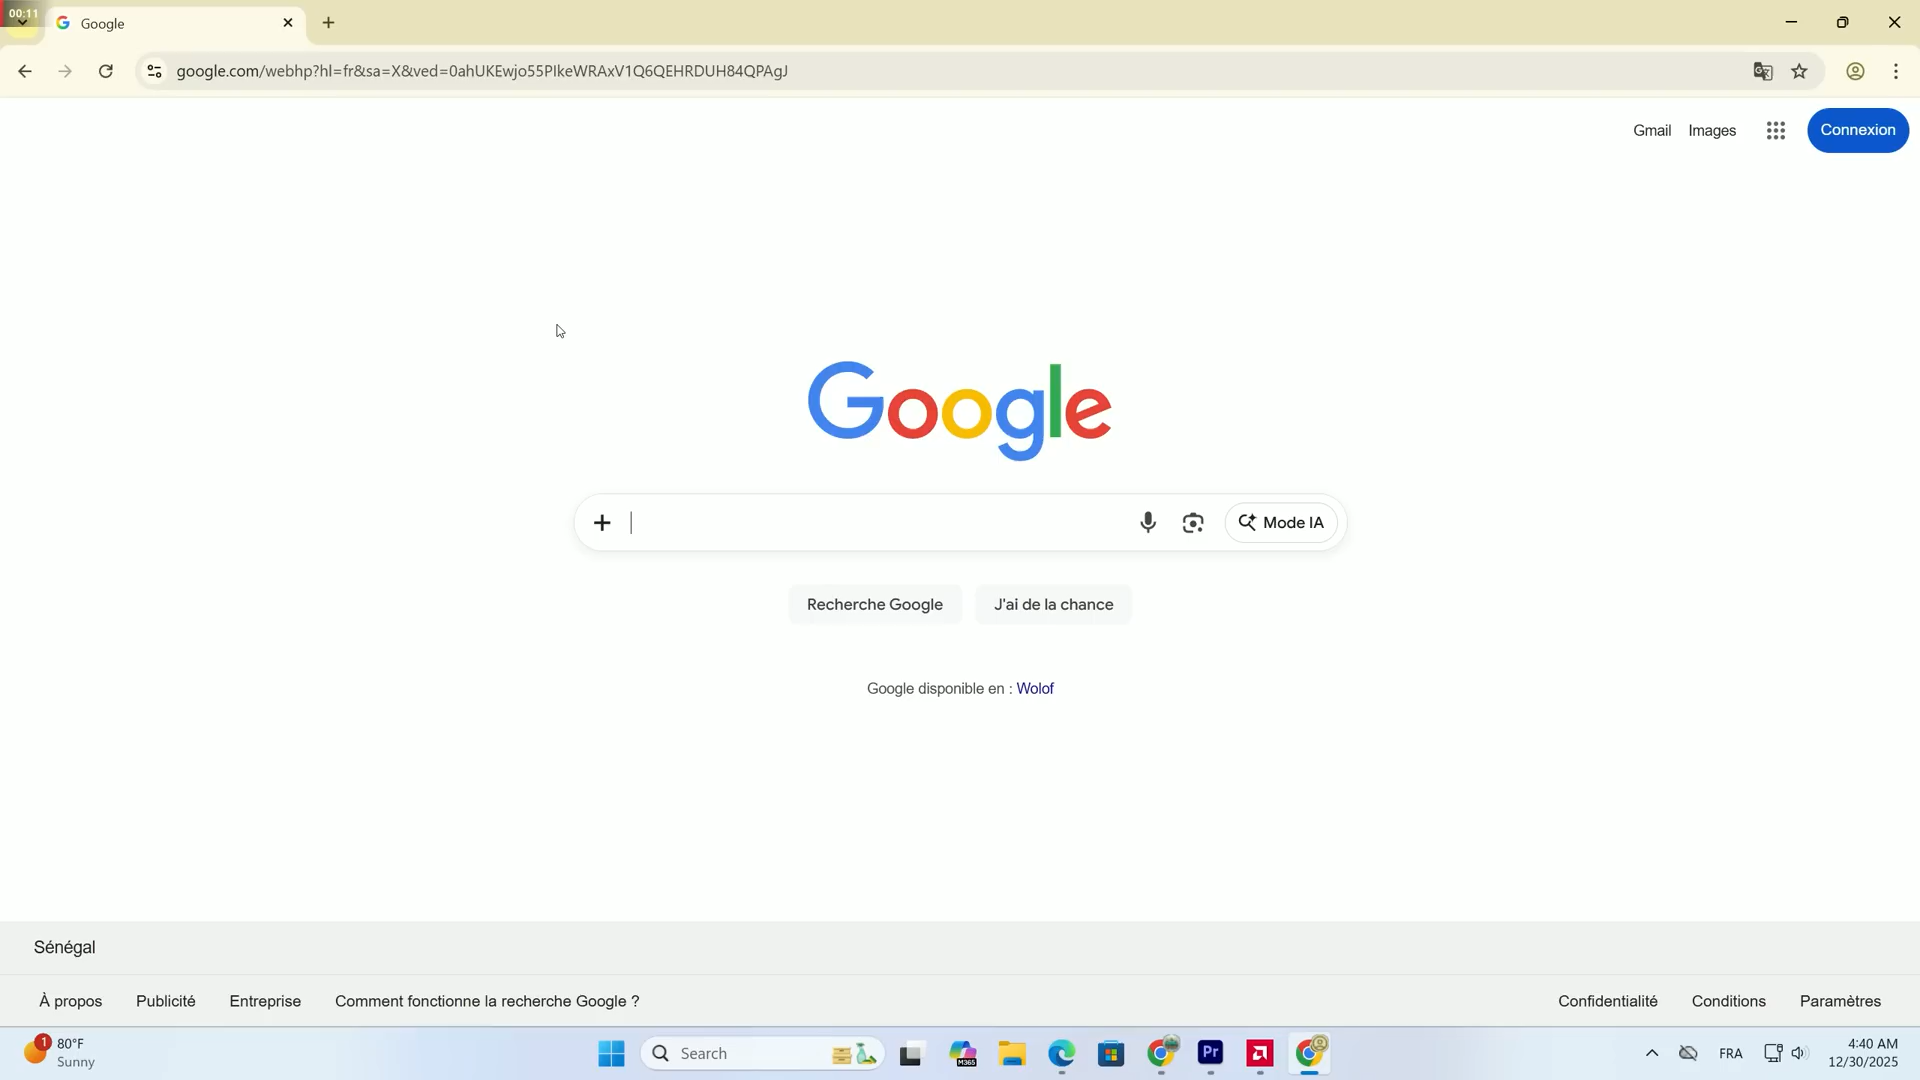 00:11
Google
google.com/webhp?hl=fr&sa=X&ved=0ahUKEwjo55PIkeWRAxV1Q6QEHRDUH84QPAgJ
Gmail Images Connexion
Google
Mode IA
Recherche Google J'ai de la chance
Google disponible en : Wolof
Sénégal
À propos Publicité Entreprise Comment fonctionne la recherche Google ? Confidentialité Conditions Paramètres
1 80°F
Sunny
Search
M365
Pr
FRA
4:40 AM
12/30/2025